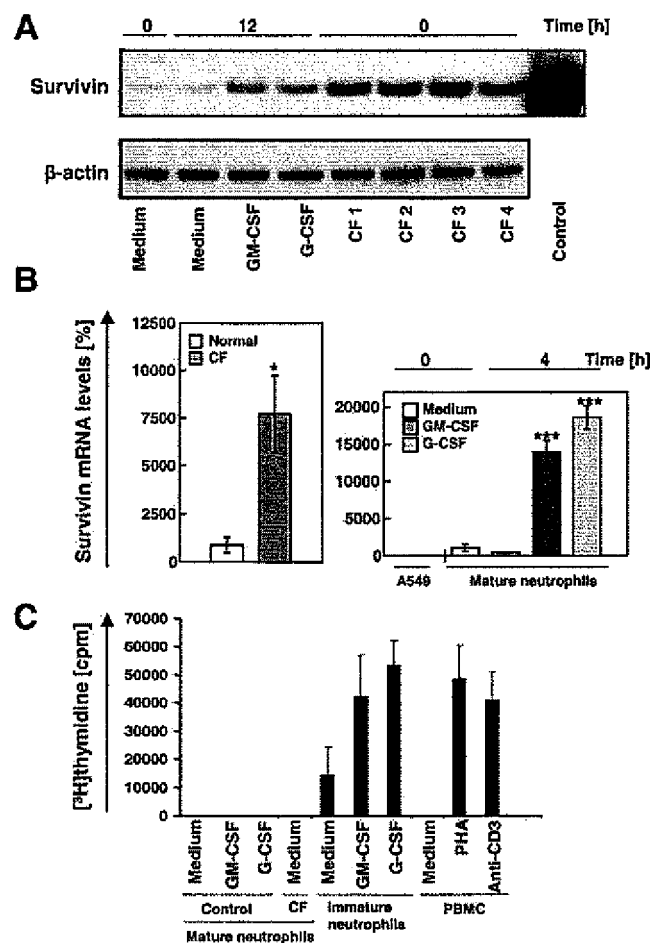 A
0 12 0 Time [h]
Survivin
β-actin
Medium
Medium
GM-CSF
G-CSF
CF 1
CF 2
CF 3
CF 4
Control
B
Survivin mRNA levels [%]
12500
10000
7500
5000
2500
0
Normal
CF
*
0 4 Time [h]
20000
15000
10000
5000
0
Medium
GM-CSF
G-CSF
***
***
A549 Mature neutrophils
C
[³H]thymidine [cpm]
70000
60000
50000
40000
30000
20000
10000
0
Medium
GM-CSF
G-CSF
Medium
Medium
GM-CSF
G-CSF
Medium
PHA
Anti-CD3
Control CF Immature neutrophils PBMC
Mature neutrophils